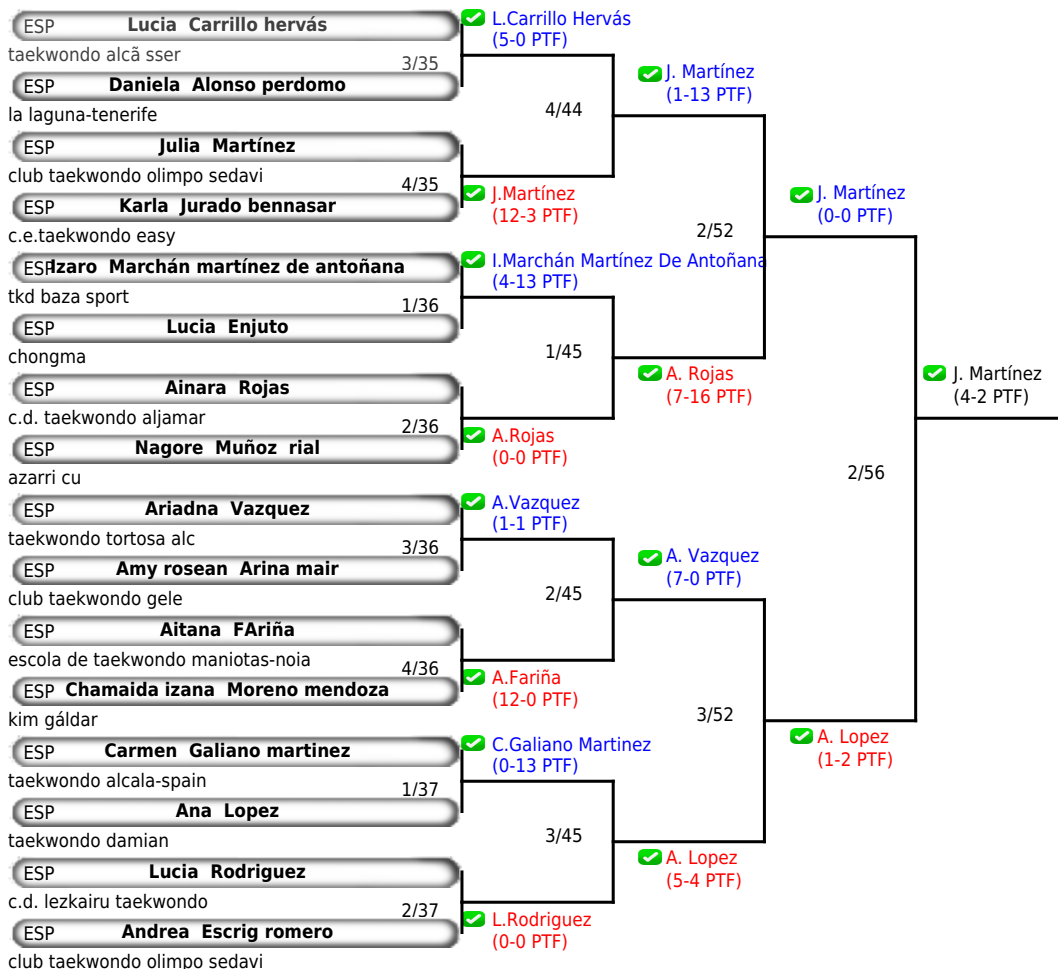 ESP Lucia Carrillo hervás
taekwondo alcã sser
3/35
ESP Daniela Alonso perdomo
la laguna-tenerife
ESP Julia Martínez
club taekwondo olimpo sedavi
4/35
ESP Karla Jurado bennasar
c.e.taekwondo easy
ESP Izaro Marchán martínez de antoñana
tkd baza sport
1/36
ESP Lucia Enjuto
chongma
ESP Ainara Rojas
c.d. taekwondo aljamar
2/36
ESP Nagore Muñoz rial
azarri cu
ESP Ariadna Vazquez
taekwondo tortosa alc
3/36
ESP Amy rosean Arina mair
club taekwondo gele
ESP Aitana FAriña
escola de taekwondo maniotas-noia
4/36
ESP Chamaida izana Moreno mendoza
kim gáldar
ESP Carmen Galiano martinez
taekwondo alcala-spain
1/37
ESP Ana Lopez
taekwondo damian
ESP Lucia Rodriguez
c.d. lezkairu taekwondo
2/37
ESP Andrea Escrig romero
club taekwondo olimpo sedavi
L.Carrillo Hervás
(5-0 PTF)
4/44
J.Martínez
(12-3 PTF)
I.Marchán Martínez De Antoñana
(4-13 PTF)
1/45
A.Rojas
(0-0 PTF)
A.Vazquez
(1-1 PTF)
2/45
A.Fariña
(12-0 PTF)
C.Galiano Martinez
(0-13 PTF)
3/45
L.Rodriguez
(0-0 PTF)
J. Martínez
(1-13 PTF)
2/52
A. Rojas
(7-16 PTF)
A. Vazquez
(7-0 PTF)
3/52
A. Lopez
(5-4 PTF)
J. Martínez
(0-0 PTF)
2/56
A. Lopez
(1-2 PTF)
J. Martínez
(4-2 PTF)